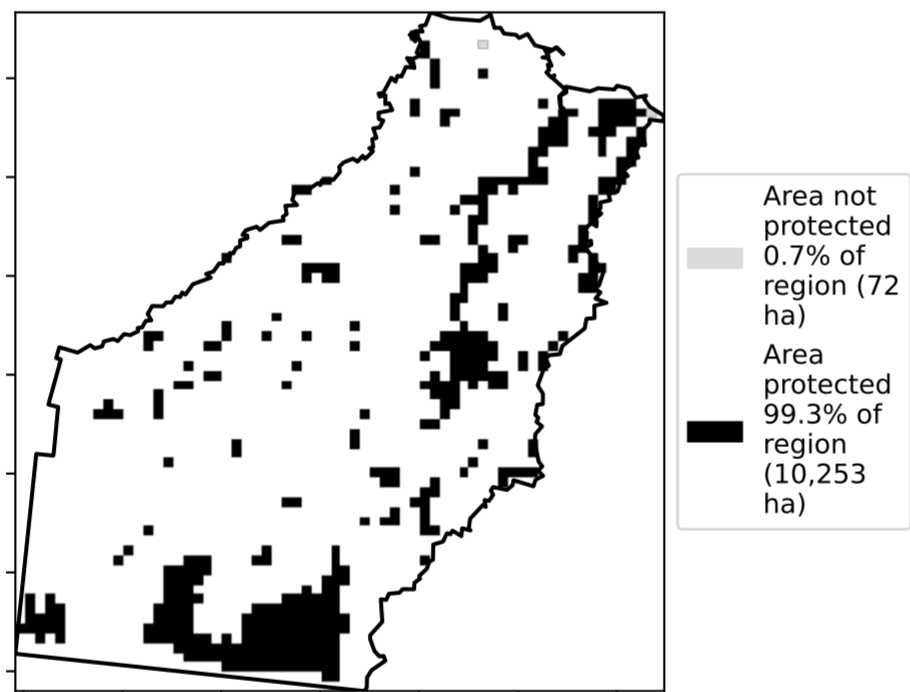 Area not
protected
0.7% of
region (72
ha)
Area
protected
99.3% of
region
(10,253
ha)